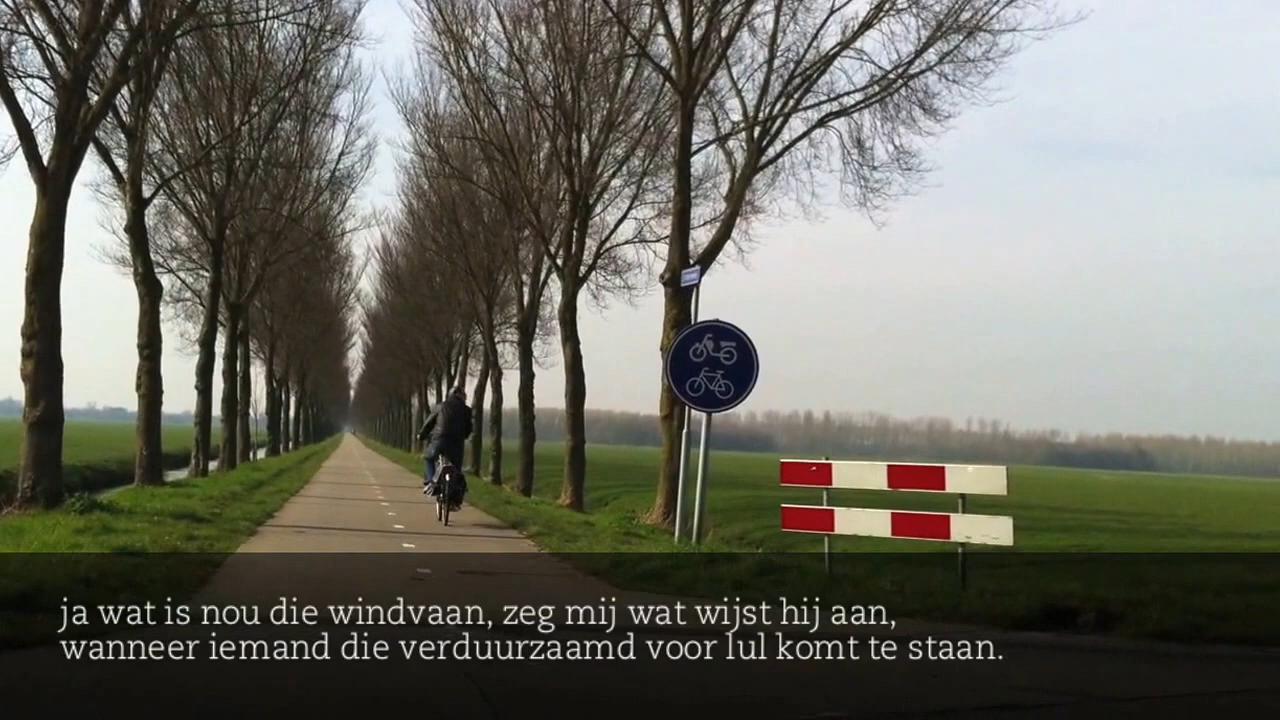 ja wat is nou die windvaan, zeg mij wat wijst hij aan,
wanneer iemand die verduurzaamd voor lul komt te staan.